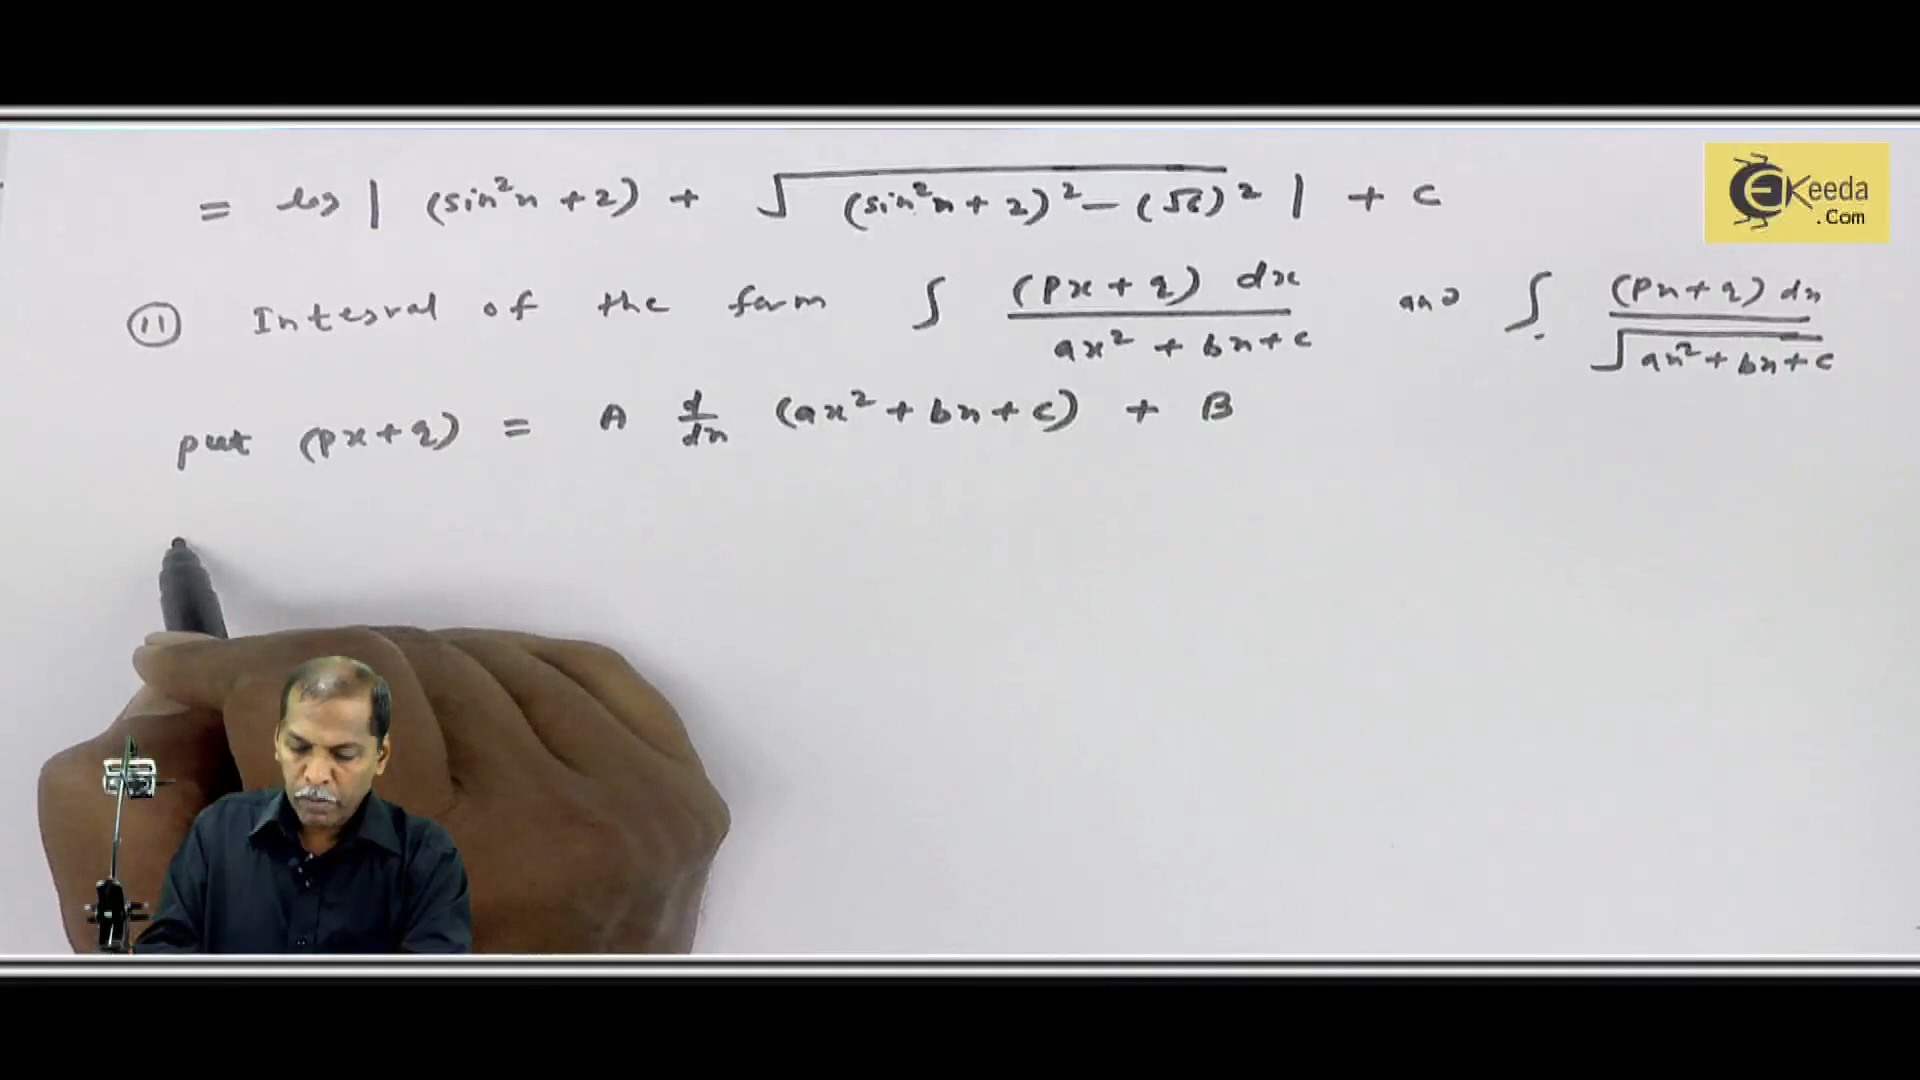 = log | (sin²x + 2) + √(sin²x + 2)² − (√6)² | + c
EKeeda
.Com
(11) Integral of the form ∫ (px + q) dx / ax² + bx + c and ∫ (px + q) dx / √ax² + bx + c
put (px + q) = A d/dx (ax² + bx + c) + B